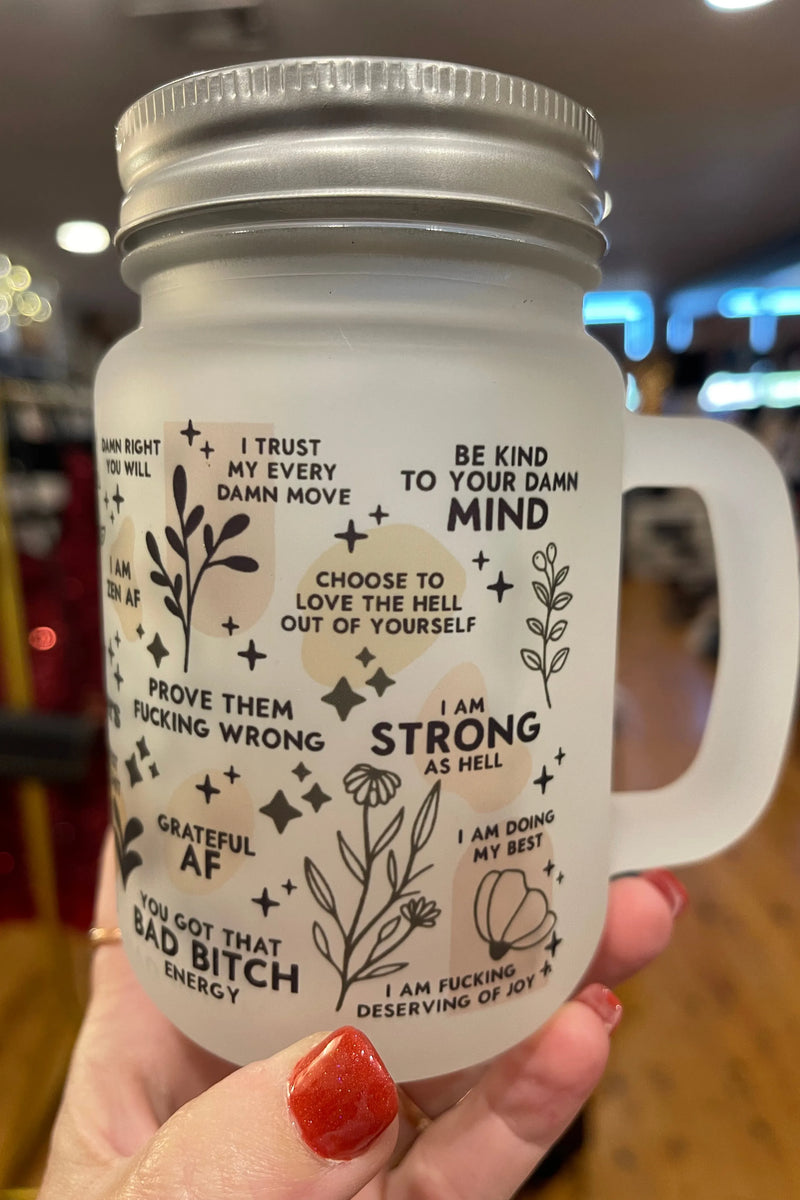 DAMN RIGHT
YOU WILL
I TRUST
MY EVERY
DAMN MOVE
BE KIND
TO YOUR DAMN
MIND
I AM
ZEN AF
CHOOSE TO
LOVE THE HELL
OUT OF YOURSELF
PROVE THEM
FUCKING WRONG
I AM
STRONG
AS HELL
GRATEFUL
AF
I AM DOING
MY BEST
YOU GOT THAT
BAD BITCH
ENERGY
I AM FUCKING
DESERVING OF JOY